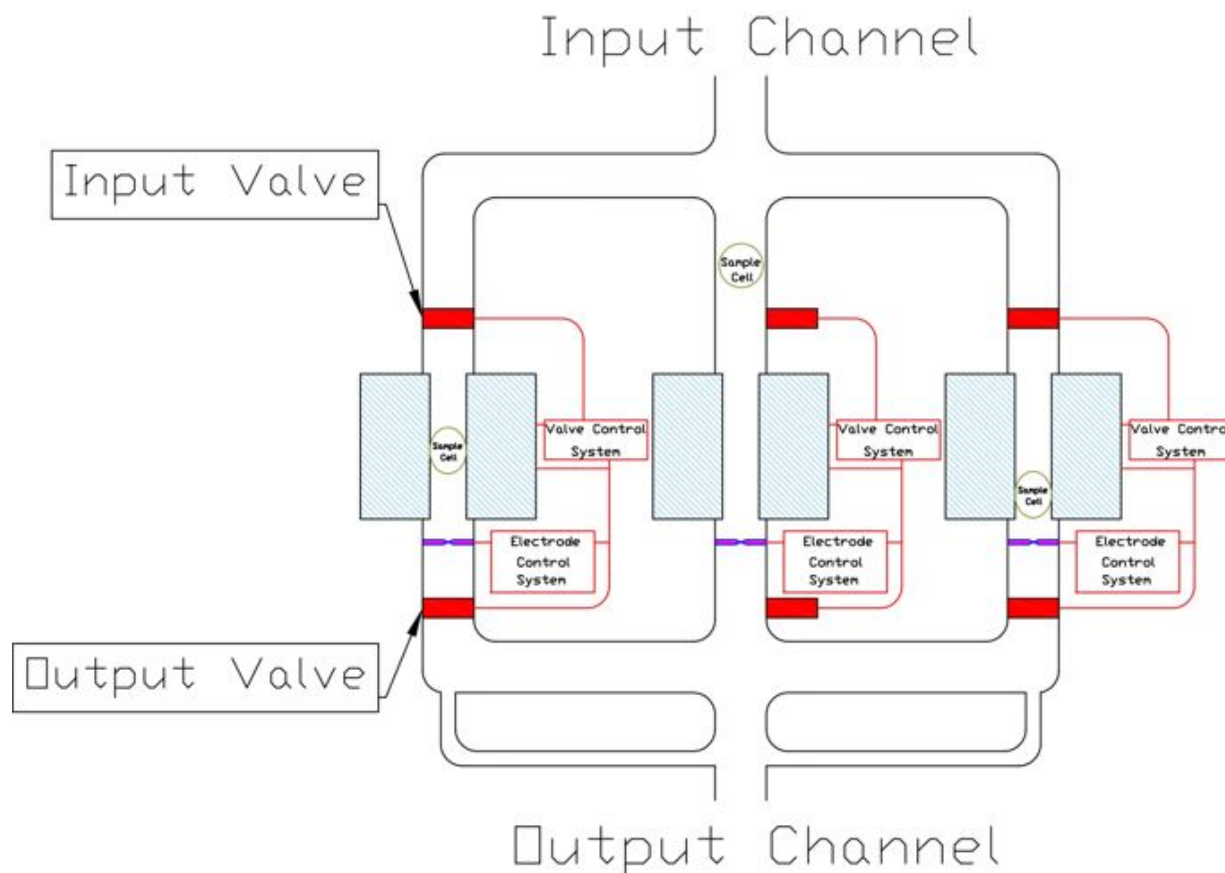 Input Channel
Input Valve
Sample
Cell
Valve Control
System
Valve Control
System
Valve Control
System
Sample
Cell
Sample
Cell
Electrode
Control
System
Electrode
Control
System
Electrode
Control
System
Output Valve
Output Channel